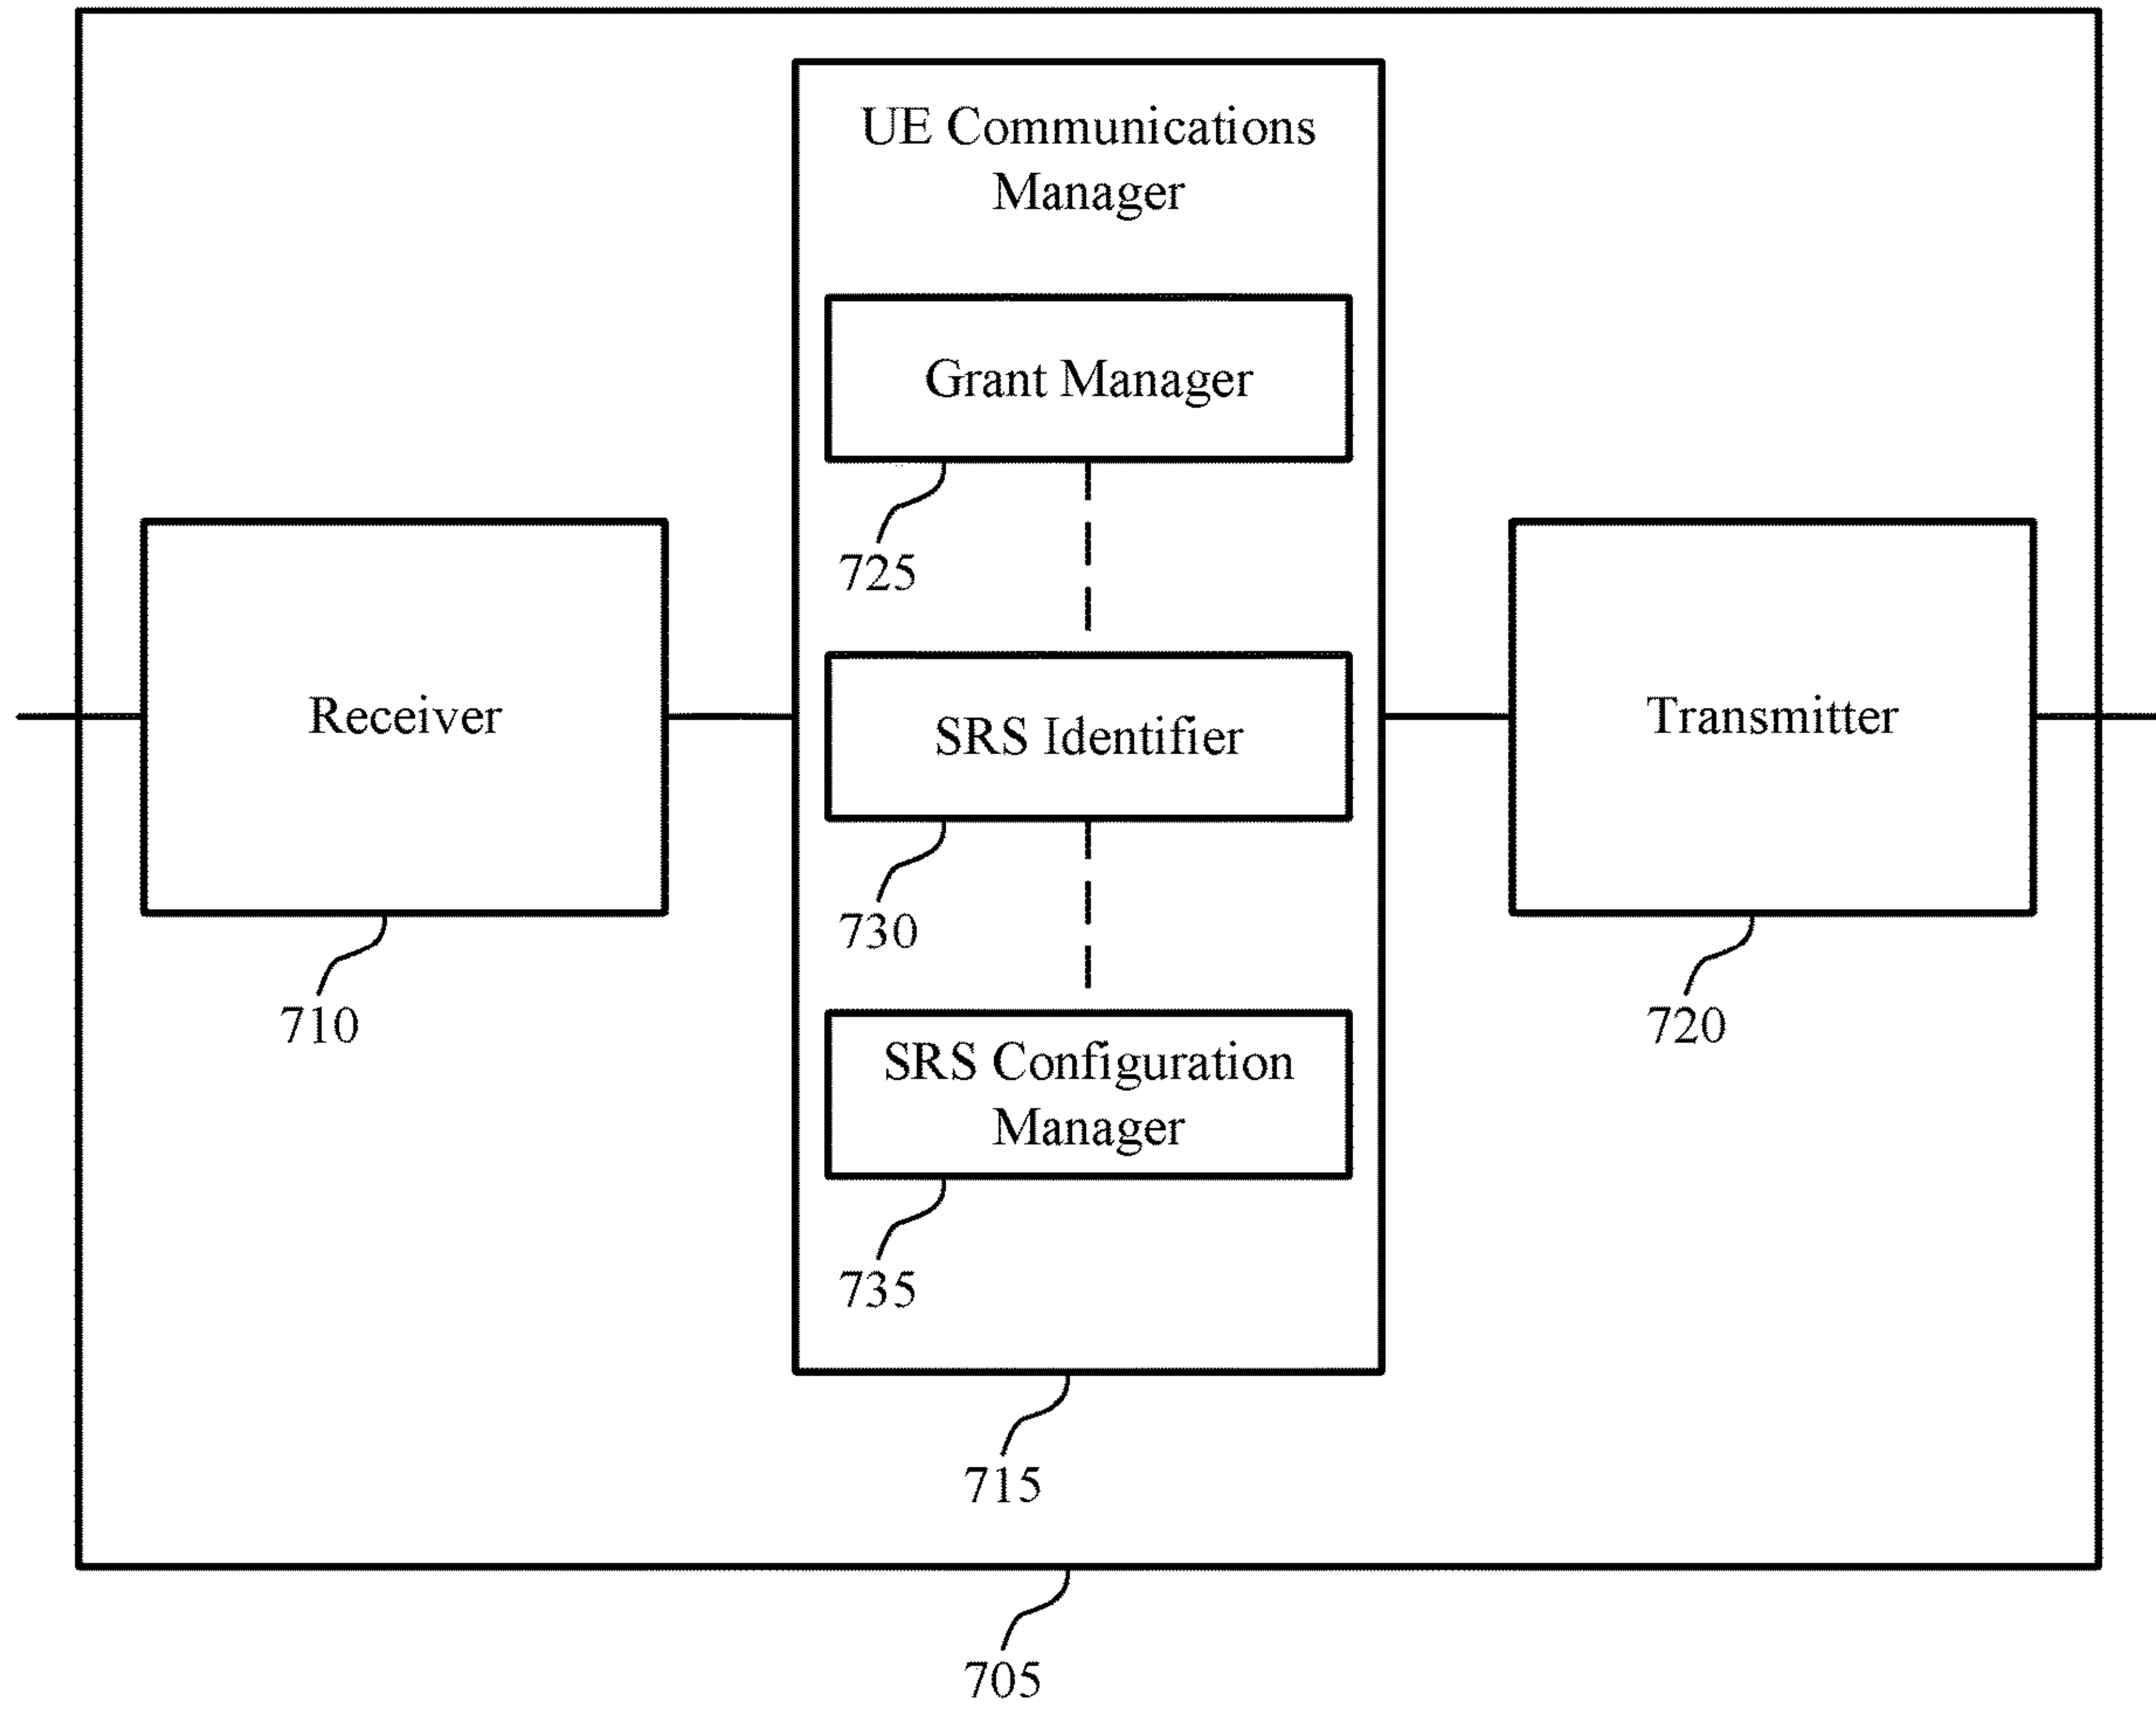 UE Communications
Manager
Grant Manager
725
Receiver
710
SRS Identifier
730
Transmitter
720
SRS Configuration
Manager
735
715
705